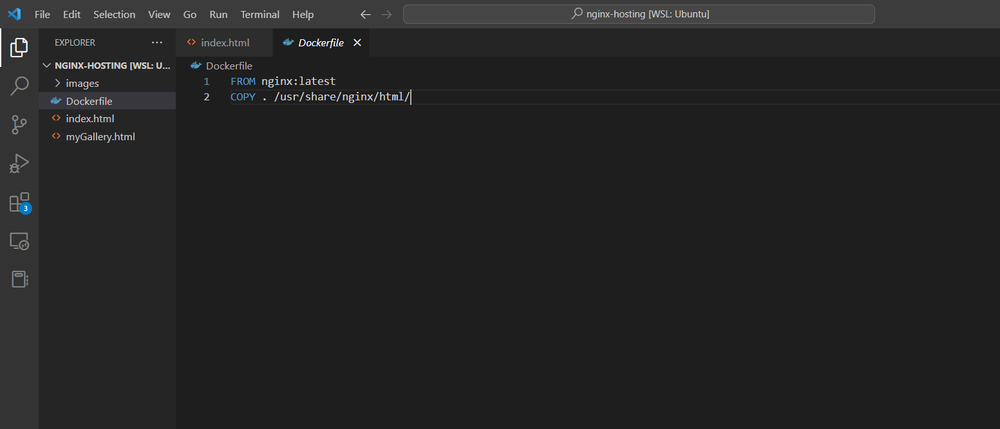 File Edit Selection View Go Run Terminal Help
nginx-hosting [WSL: Ubuntu]
EXPLORER ...
NGINX-HOSTING [WSL: U...
images
Dockerfile
index.html
myGallery.html
3
index.html
Dockerfile
Dockerfile
1 FROM nginx:latest
2 COPY . /usr/share/nginx/html/